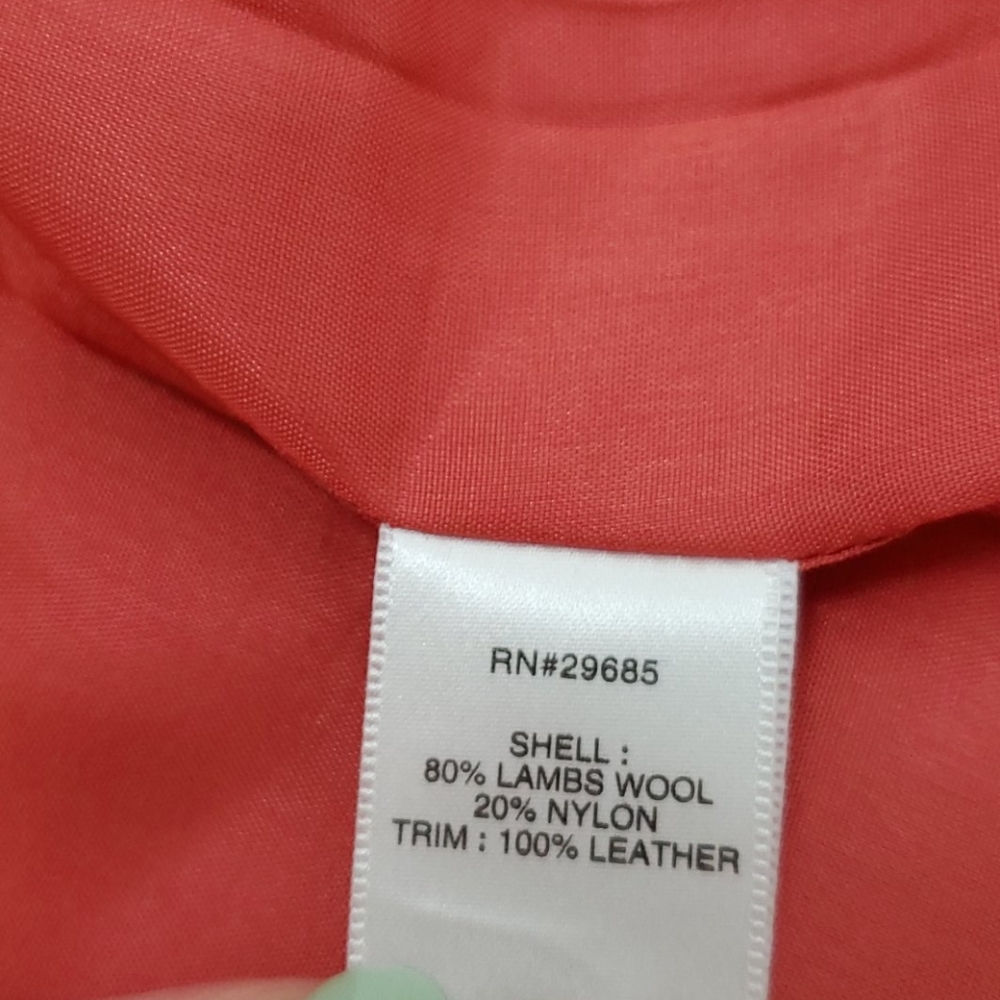 RN#29685
SHELL :
80% LAMBS WOOL
20% NYLON
TRIM : 100% LEATHER